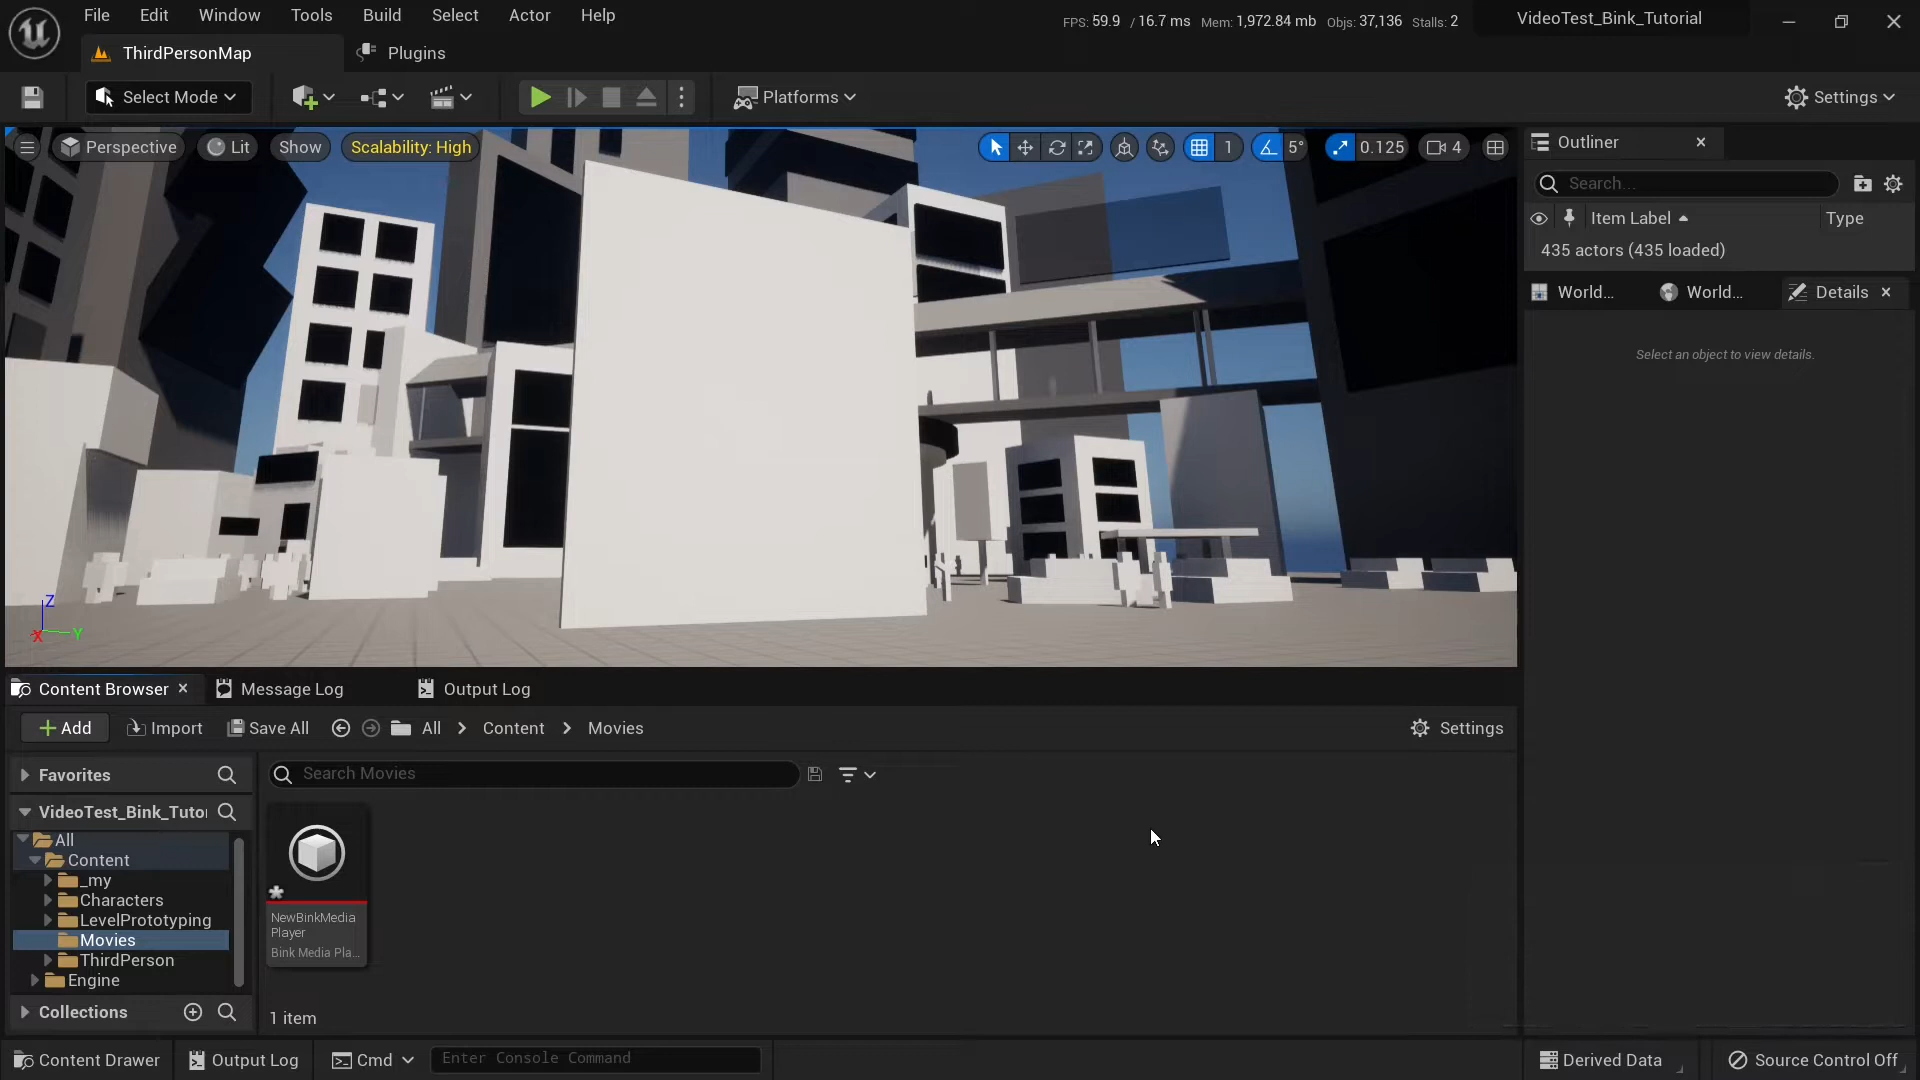 File Edit Window Tools Build Select Actor Help
FPS: 59.9 / 16.7 ms Mem: 1,972.84 mb Objs: 37,136 Stalls: 2
VideoTest_Bink_Tutorial
ThirdPersonMap
Plugins
Select Mode
Platforms
Settings
Perspective
Lit
Show
Scalability: High
1
5°
0.125
4
Outliner
Search...
Item Label
Type
435 actors (435 loaded)
World...
World...
Details
Select an object to view details.
Z
X
Y
Content Browser
Message Log
Output Log
Add
Import
Save All
All
Content
Movies
Settings
Favorites
Search Movies
VideoTest_Bink_Tutor
All
Content
_my
Characters
LevelPrototyping
Movies
ThirdPerson
Engine
NewBinkMedia
Player
Bink Media Pla...
Collections
1 item
Content Drawer
Output Log
Cmd
Enter Console Command
Derived Data
Source Control Off